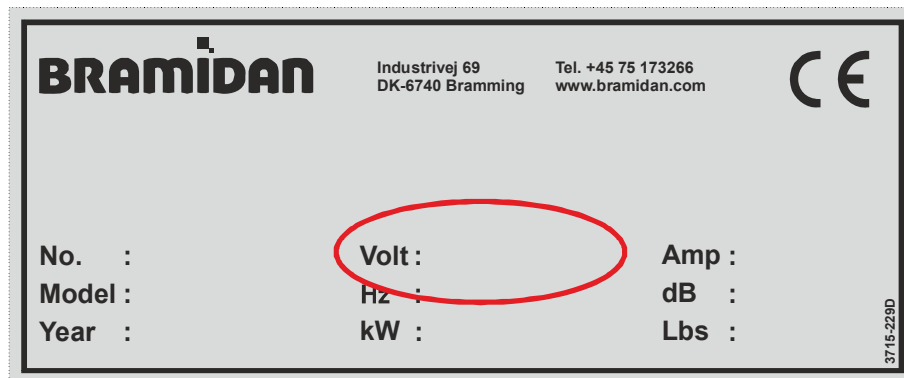 BRAMIDAN
Industrivej 69
DK-6740 Bramming
Tel. +45 75 173266
www.bramidan.com
CE
No. :
Volt :
Amp :
Model :
Hz :
dB :
Year :
kW :
Lbs :
3715-229D